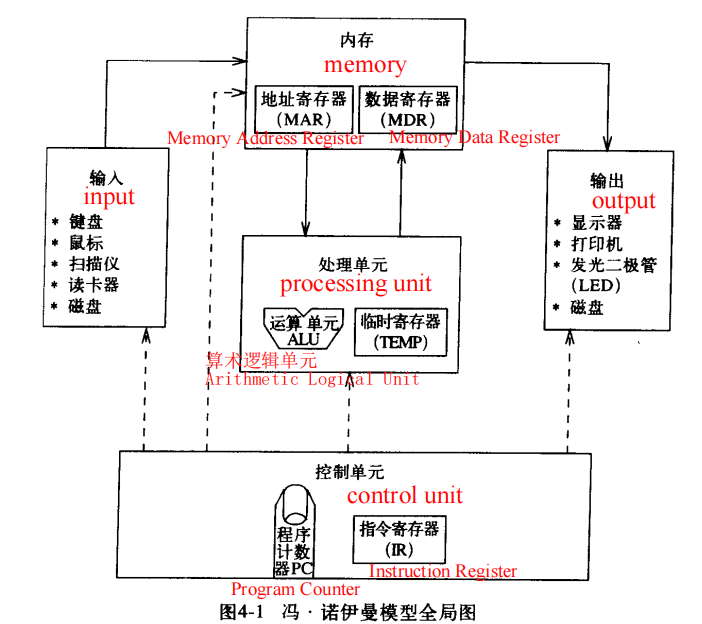 内存
memory
地址寄存器
(MAR)
数据寄存器
(MDR)
Memory Address Register
Memory Data Register
输入
input
* 键盘
* 鼠标
* 扫描仪
* 读卡器
* 磁盘
输出
output
* 显示器
* 打印机
* 发光二极管
(LED)
* 磁盘
处理单元
processing unit
运算单元
ALU
临时寄存器
(TEMP)
算术逻辑单元
Arithmetic Logical Unit
控制单元
control unit
程序
计数
器PC
指令寄存器
(IR)
Instruction Register
Program Counter
图4-1 冯·诺伊曼模型全局图